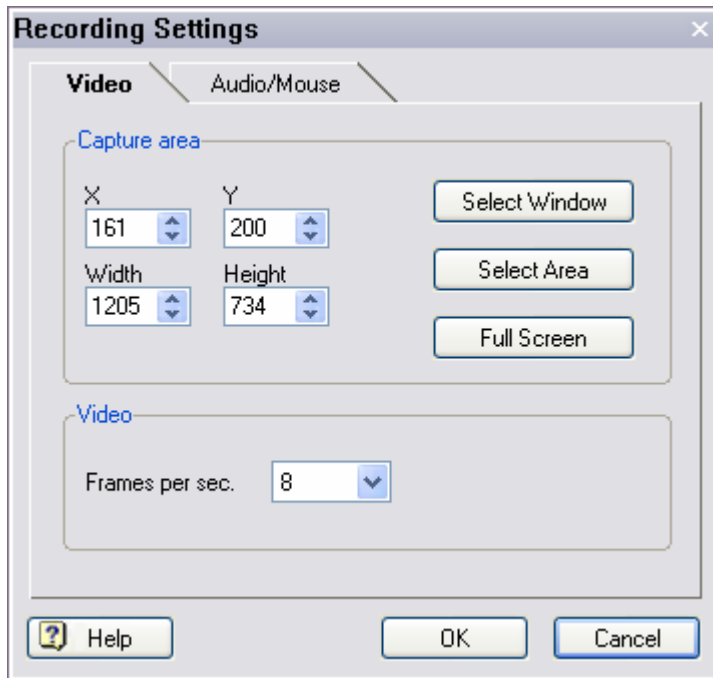 Recording Settings
Video Audio/Mouse
Capture area
X Y
161 200
Select Window
Width Height
1205 734
Select Area
Full Screen
Video
Frames per sec. 8
Help OK Cancel